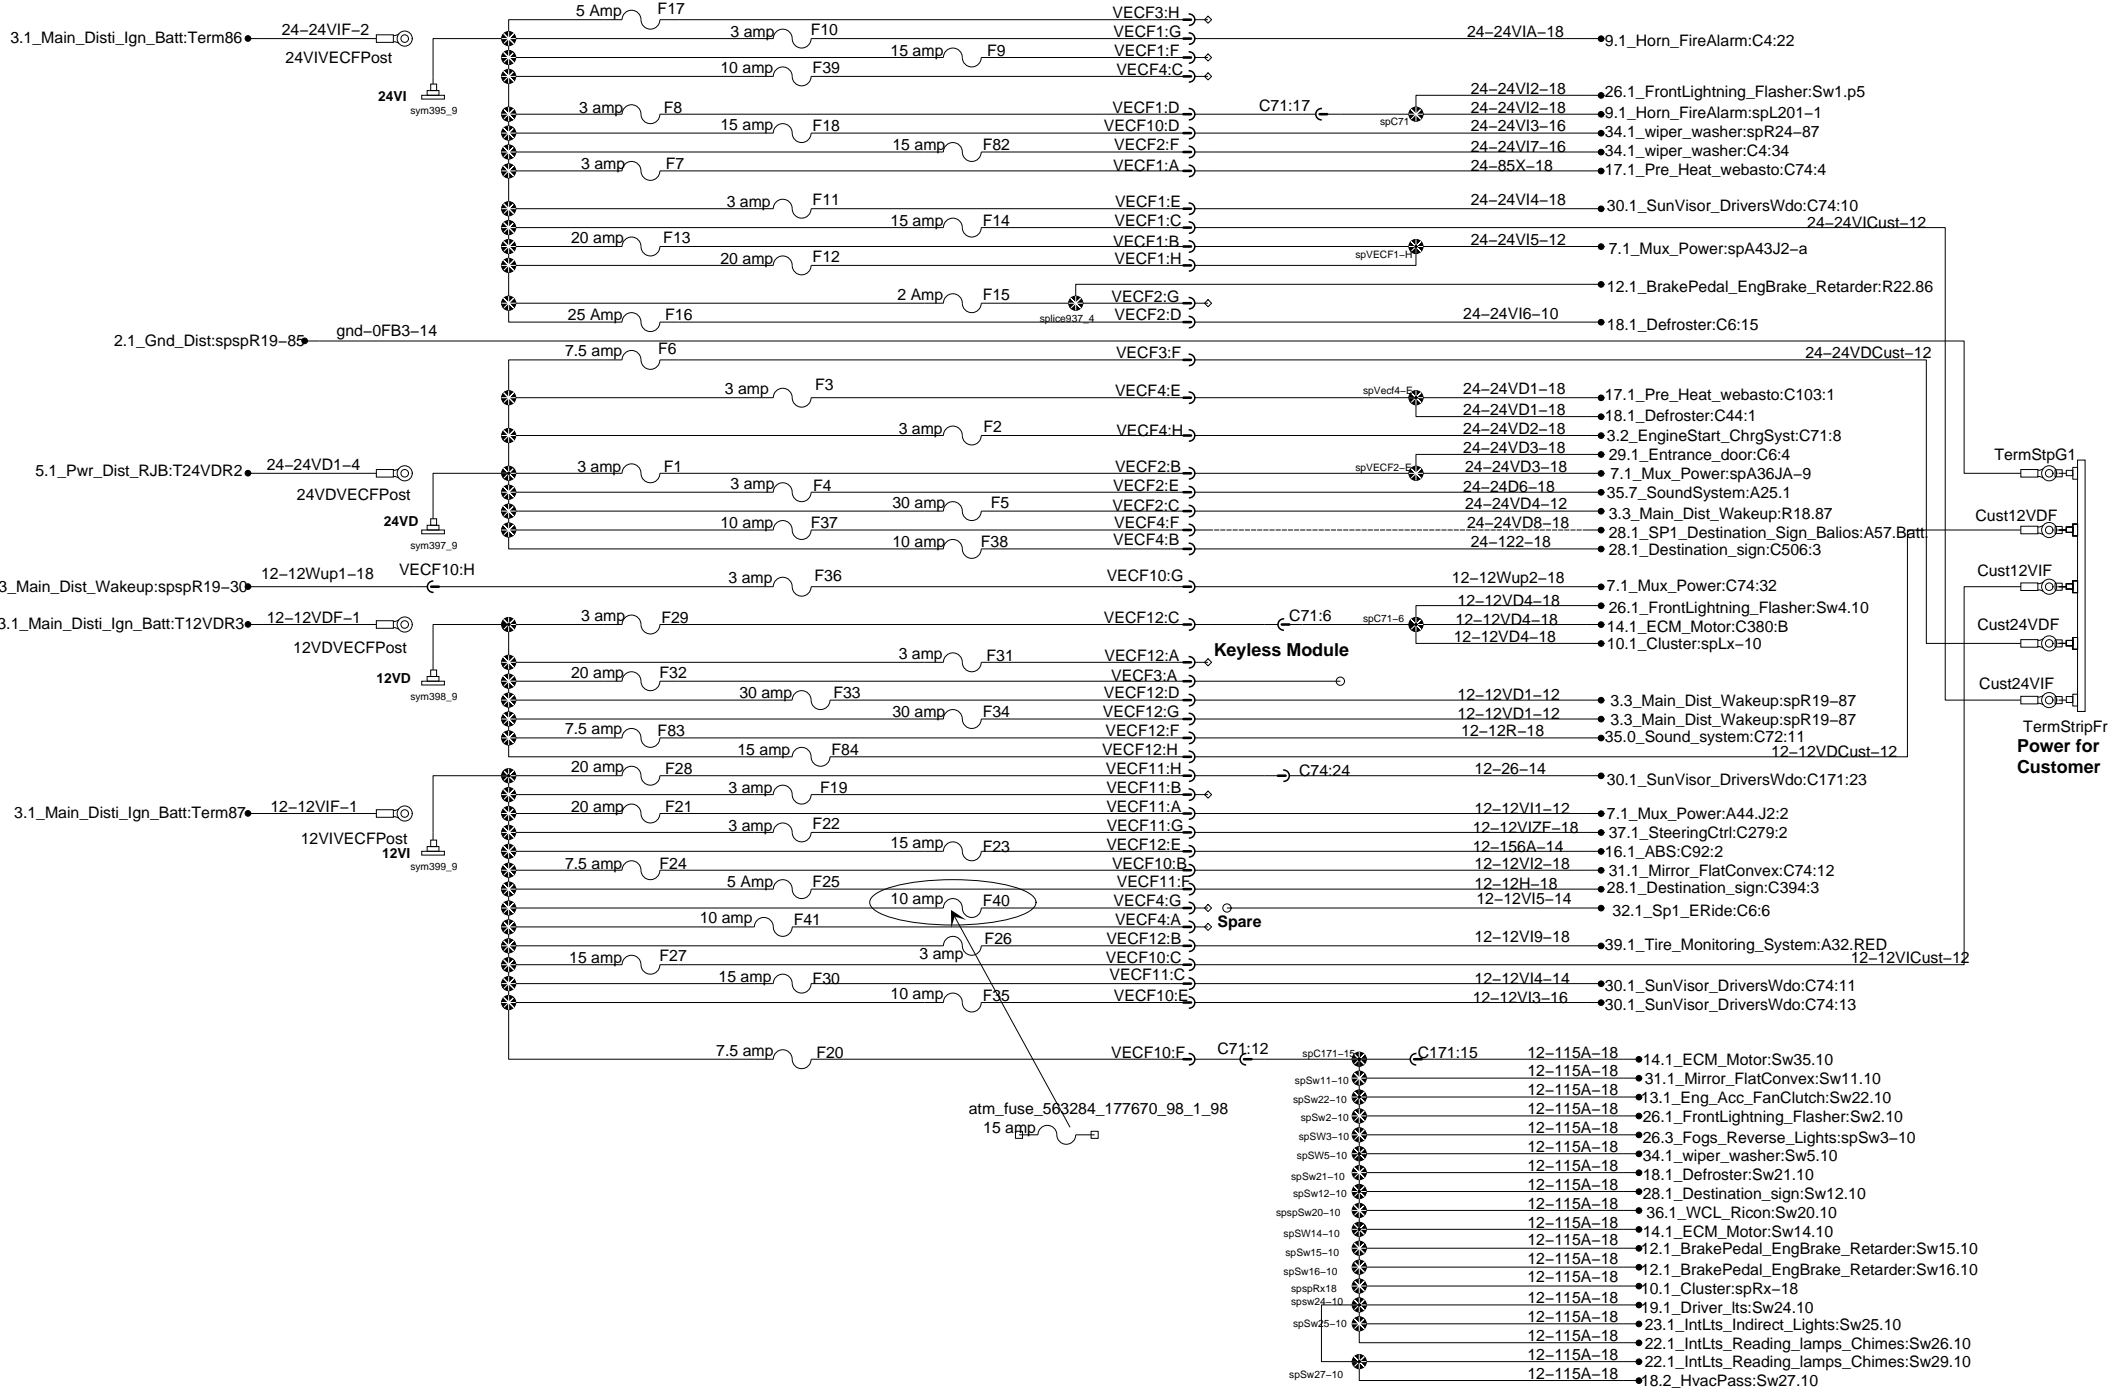 5 Amp F17 VECF3:H
3.1_Main_Disti_Ign_Batt:Term86 24-24VIF-2 3 amp F10 VECF1:G 24-24VIA-18 9.1_Horn_FireAlarm:C4:22
24VIVECFPost 15 amp F9 VECF1:F
10 amp F39 VECF4:C
24VI
sym395_9
24-24VI2-18 26.1_FrontLightning_Flasher:Sw1.p5
3 amp F8 VECF1:D C71:17 spC71 24-24VI2-18 9.1_Horn_FireAlarm:spL201-1
15 amp F18 VECF10:D 24-24VI3-16 34.1_wiper_washer:spR24-87
15 amp F82 VECF2:F 24-24VI7-16 34.1_wiper_washer:C4:34
3 amp F7 VECF1:A 24-85X-18 17.1_Pre_Heat_webasto:C74:4
3 amp F11 VECF1:E 24-24VI4-18 30.1_SunVisor_DriversWdo:C74:10
15 amp F14 VECF1:C 24-24VICust-12
20 amp F13 VECF1:B 24-24VI5-12 7.1_Mux_Power:spA43J2-a
20 amp F12 VECF1:H spVECF1-H
12.1_BrakePedal_EngBrake_Retarder:R22.86
2 Amp F15 splice937_4 VECF2:G
25 Amp F16 VECF2:D 24-24VI6-10 18.1_Defroster:C6:15
2.1_Gnd_Dist:spspR19-85 gnd-0FB3-14
7.5 amp F6 VECF3:F 24-24VDCust-12
3 amp F3 VECF4:E spVecf4-E 24-24VD1-18 17.1_Pre_Heat_webasto:C103:1
24-24VD1-18 18.1_Defroster:C44:1
3 amp F2 VECF4:H 24-24VD2-18 3.2_EngineStart_ChrgSyst:C71:8
24-24VD3-18 29.1_Entrance_door:C6:4
TermStpG1
5.1_Pwr_Dist_RJB:T24VDR2 24-24VD1-4 3 amp F1 VECF2:B spVECF2-E 24-24VD3-18 7.1_Mux_Power:spA36JA-9
24VDVECFPost 3 amp F4 VECF2:E 24-24D6-18 35.7_SoundSystem:A25.1
30 amp F5 VECF2:C 24-24VD4-12 3.3_Main_Dist_Wakeup:R18.87
Cust12VDF
24VD 10 amp F37 VECF4:F 24-24VD8-18 28.1_SP1_Destination_Sign_Balios:A57.Batt.
sym397_9 10 amp F38 VECF4:B 24-122-18 28.1_Destination_sign:C506:3
Cust12VIF
3_Main_Dist_Wakeup:spspR19-30 12-12Wup1-18 VECF10:H 3 amp F36 VECF10:G 12-12Wup2-18 7.1_Mux_Power:C74:32
12-12VD4-18 26.1_FrontLightning_Flasher:Sw4.10
3.1_Main_Disti_Ign_Batt:T12VDR3 12-12VDF-1 3 amp F29 VECF12:C C71:6 spC71-6 12-12VD4-18 14.1_ECM_Motor:C380:B
Cust24VDF
12VDVECFPost 12-12VD4-18 10.1_Cluster:spLx-10
3 amp F31 VECF12:A Keyless Module
12VD 20 amp F32 VECF3:A
Cust24VIF
sym398_9 30 amp F33 VECF12:D 12-12VD1-12 3.3_Main_Dist_Wakeup:spR19-87
30 amp F34 VECF12:G 12-12VD1-12 3.3_Main_Dist_Wakeup:spR19-87
TermStripFr
7.5 amp F83 VECF12:F 12-12R-18 35.0_Sound_system:C72:11
15 amp F84 VECF12:H 12-12VDCust-12
Power for
Customer
20 amp F28 VECF11:H C74:24 12-26-14 30.1_SunVisor_DriversWdo:C171:23
3 amp F19 VECF11:B
3.1_Main_Disti_Ign_Batt:Term87 12-12VIF-1 20 amp F21 VECF11:A 12-12VI1-12 7.1_Mux_Power:A44.J2:2
12VIVECFPost 3 amp F22 VECF11:G 12-12VIZF-18 37.1_SteeringCtrl:C279:2
12VI 15 amp F23 VECF12:E 12-156A-14 16.1_ABS:C92:2
sym399_9 7.5 amp F24 VECF10:B 12-12VI2-18 31.1_Mirror_FlatConvex:C74:12
5 Amp F25 VECF11:F 12-12H-18 28.1_Destination_sign:C394:3
10 amp F40 VECF4:G 12-12VI5-14 32.1_Sp1_ERide:C6:6
10 amp F41 VECF4:A Spare
3 amp F26 VECF12:B 12-12VI9-18 39.1_Tire_Monitoring_System:A32.RED
15 amp F27 VECF10:C 12-12VICust-12
15 amp F30 VECF11:C 12-12VI4-14 30.1_SunVisor_DriversWdo:C74:11
10 amp F35 VECF10:E 12-12VI3-16 30.1_SunVisor_DriversWdo:C74:13
7.5 amp F20 VECF10:F C71:12 spC171-15 C171:15 12-115A-18 14.1_ECM_Motor:Sw35.10
spSw11-10 12-115A-18 31.1_Mirror_FlatConvex:Sw11.10
spSw22-10 12-115A-18 13.1_Eng_Acc_FanClutch:Sw22.10
atm_fuse_563284_177670_98_1_98
15 amp
spSw2-10 12-115A-18 26.1_FrontLightning_Flasher:Sw2.10
spSW3-10 12-115A-18 26.3_Fogs_Reverse_Lights:spSw3-10
spSW5-10 12-115A-18 34.1_wiper_washer:Sw5.10
spSw21-10 12-115A-18 18.1_Defroster:Sw21.10
spSw12-10 12-115A-18 28.1_Destination_sign:Sw12.10
spspSw20-10 12-115A-18 36.1_WCL_Ricon:Sw20.10
spSW14-10 12-115A-18 14.1_ECM_Motor:Sw14.10
spSw15-10 12-115A-18 12.1_BrakePedal_EngBrake_Retarder:Sw15.10
spSw16-10 12-115A-18 12.1_BrakePedal_EngBrake_Retarder:Sw16.10
spspRx18 12-115A-18 10.1_Cluster:spRx-18
spsw24-10 12-115A-18 19.1_Driver_lts:Sw24.10
spSw25-10 12-115A-18 23.1_IntLts_Indirect_Lights:Sw25.10
12-115A-18 22.1_IntLts_Reading_lamps_Chimes:Sw26.10
12-115A-18 22.1_IntLts_Reading_lamps_Chimes:Sw29.10
spSw27-10 12-115A-18 18.2_HvacPass:Sw27.10